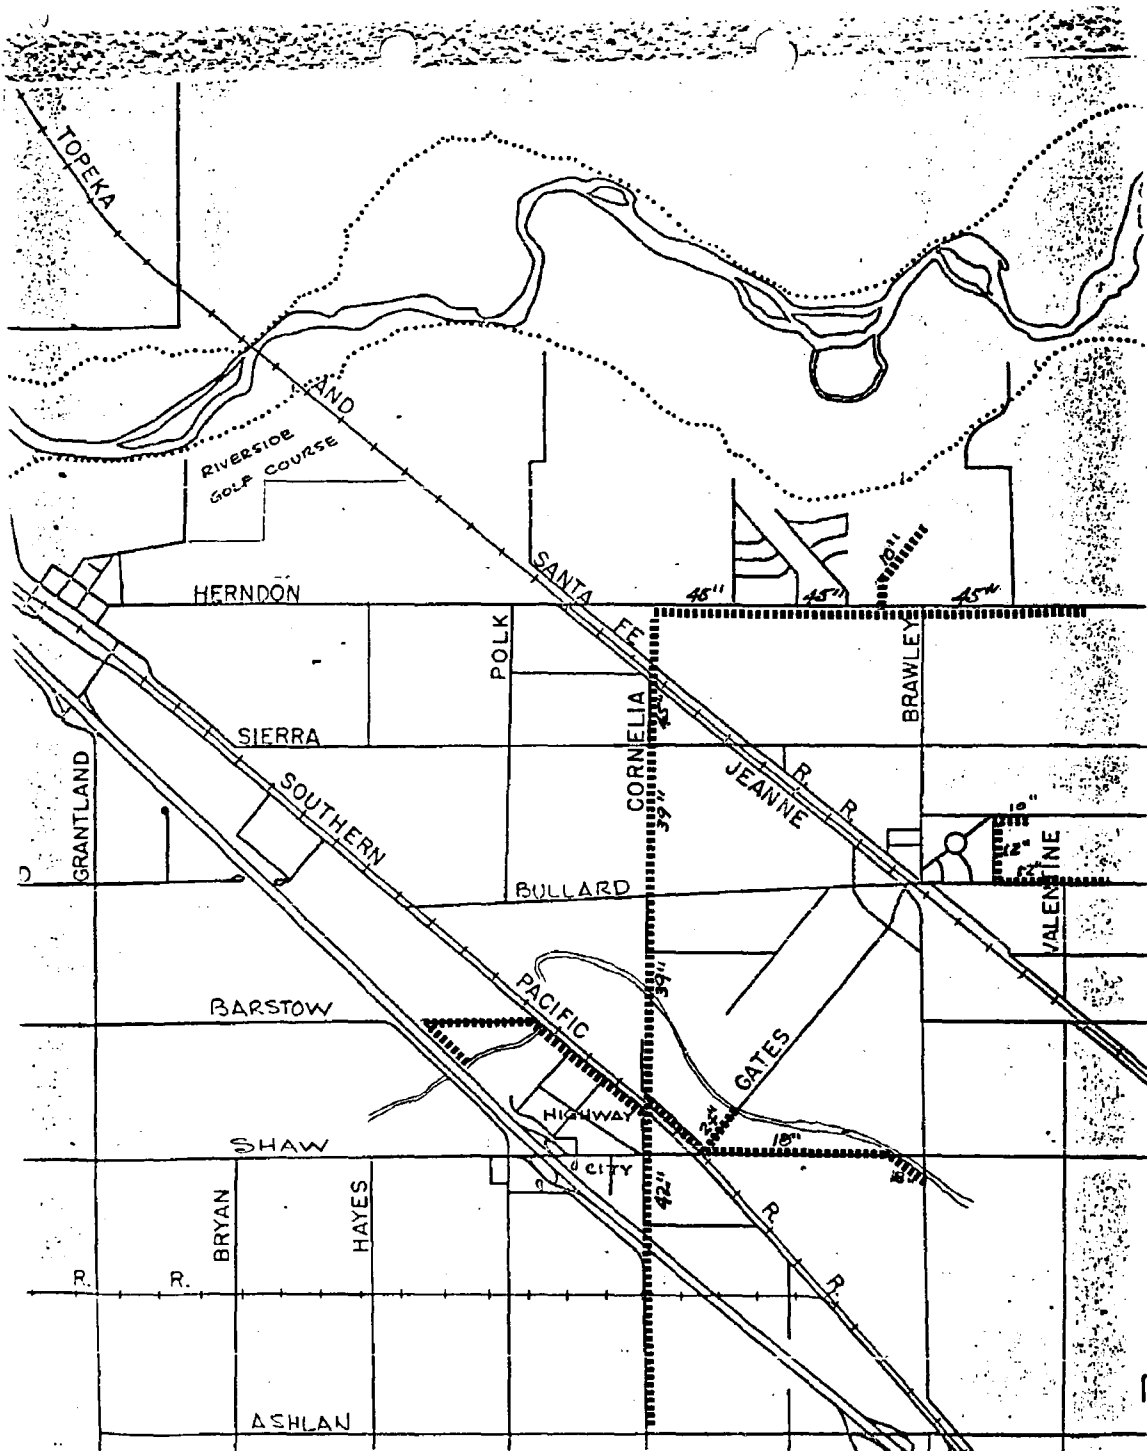 TOPEKA
AND
RIVERSIDE
GOLF COURSE
SANTA
FE
10"
HERNDON
45"
45"
POLK
BRAWLEY
CORNELIA
45"
SIERRA
JEANNE
R.
R.
GRANTLAND
SOUTHERN
39"
10"
12"
12"
VALENTINE
BULLARD
39"
PACIFIC
BARSTOW
GATES
HIGHWAY
CITY
SHAW
18"
42"
BRYAN
HAYES
R.
R.
R.
R.
ASHLAN